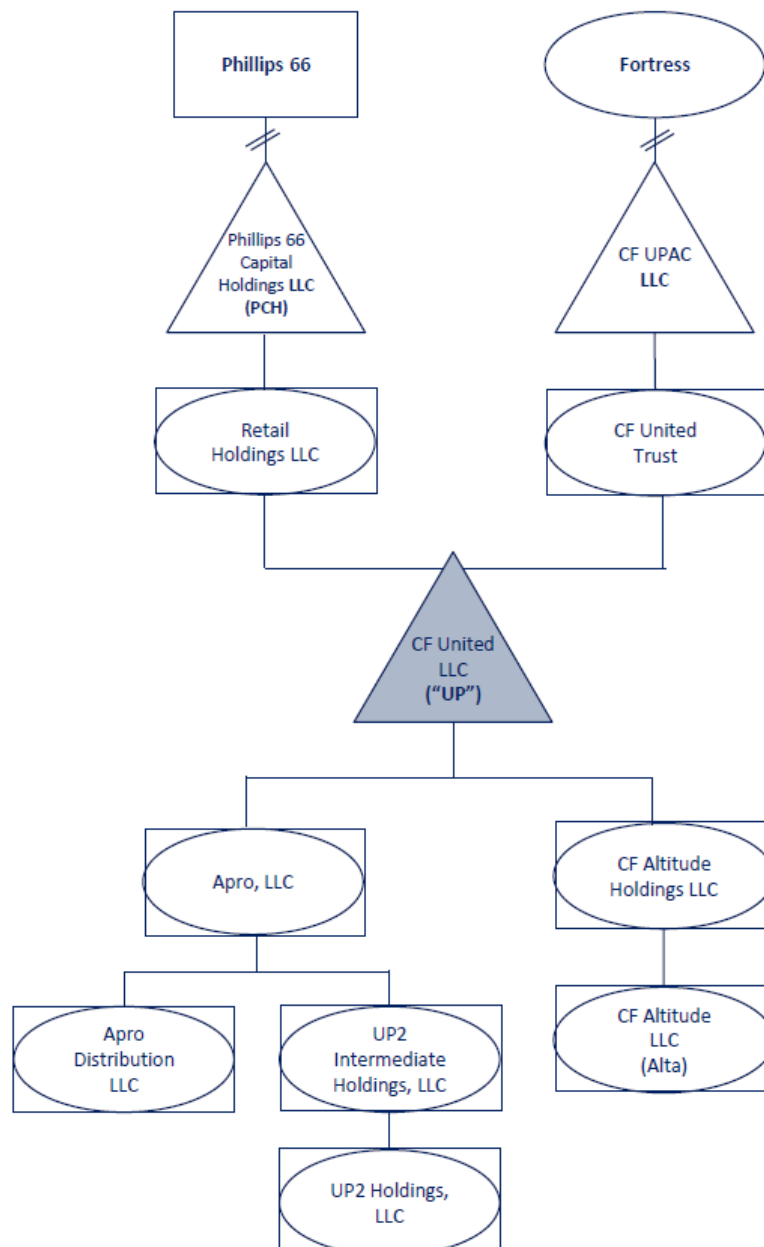 Phillips 66
Fortress
Phillips 66
Capital
Holdings LLC
(PCH)
CF UPAC
LLC
Retail
Holdings LLC
CF United
Trust
CF United
LLC
(“UP”)
Apro, LLC
CF Altitude
Holdings LLC
Apro
Distribution
LLC
UP2
Intermediate
Holdings, LLC
CF Altitude
LLC
(Alta)
UP2 Holdings,
LLC